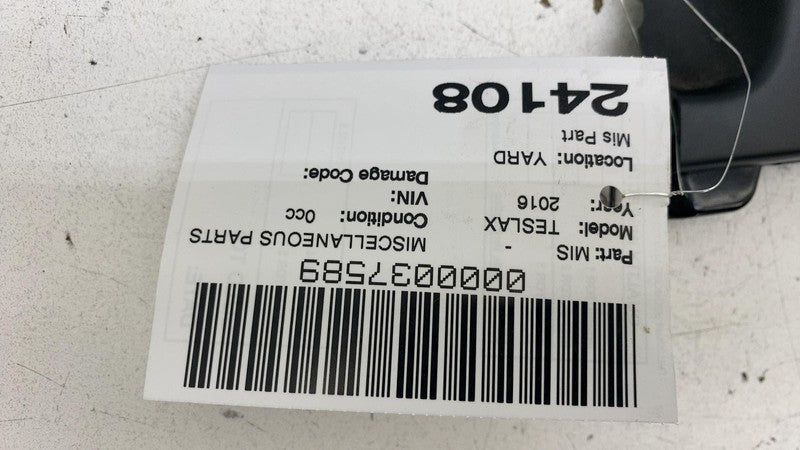 0000037589
Part: MIS - MISCELLANEOUS PARTS
Model: TESLAX Condition: 0cc
Year: 2016 VIN:
Location: YARD Damage Code:
Mis Part
24108